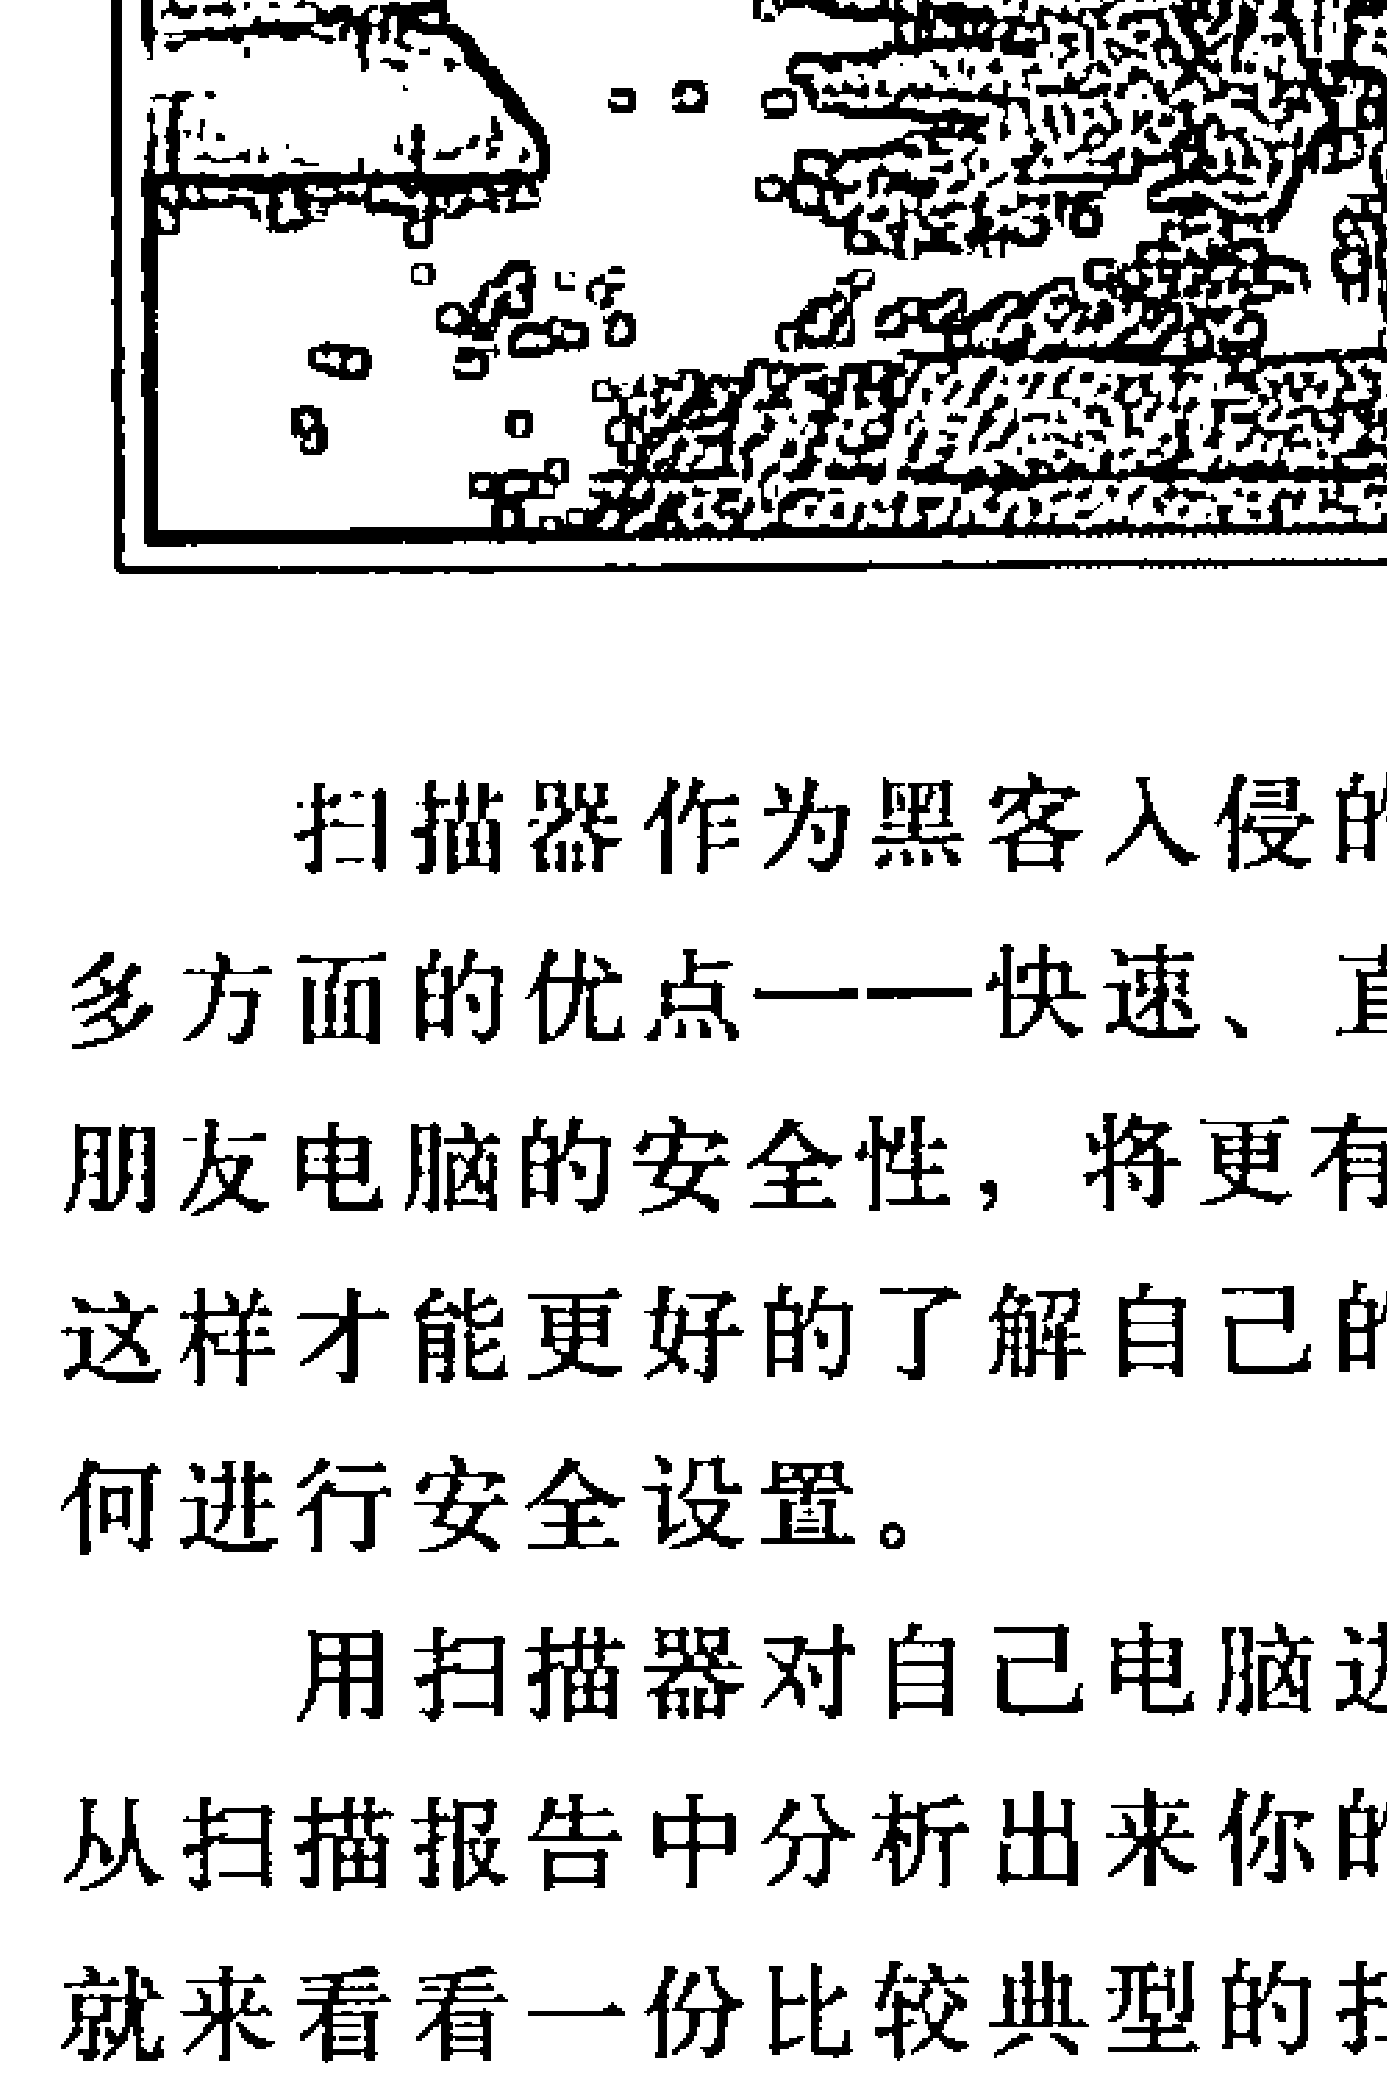 扫描器作为黑客入侵的
多方面的优点——快速、直
朋友电脑的安全性，将更有
这样才能更好的了解自己的
何进行安全设置。
用扫描器对自己电脑进
从扫描报告中分析出来你的
就来看看一份比较典型的扫